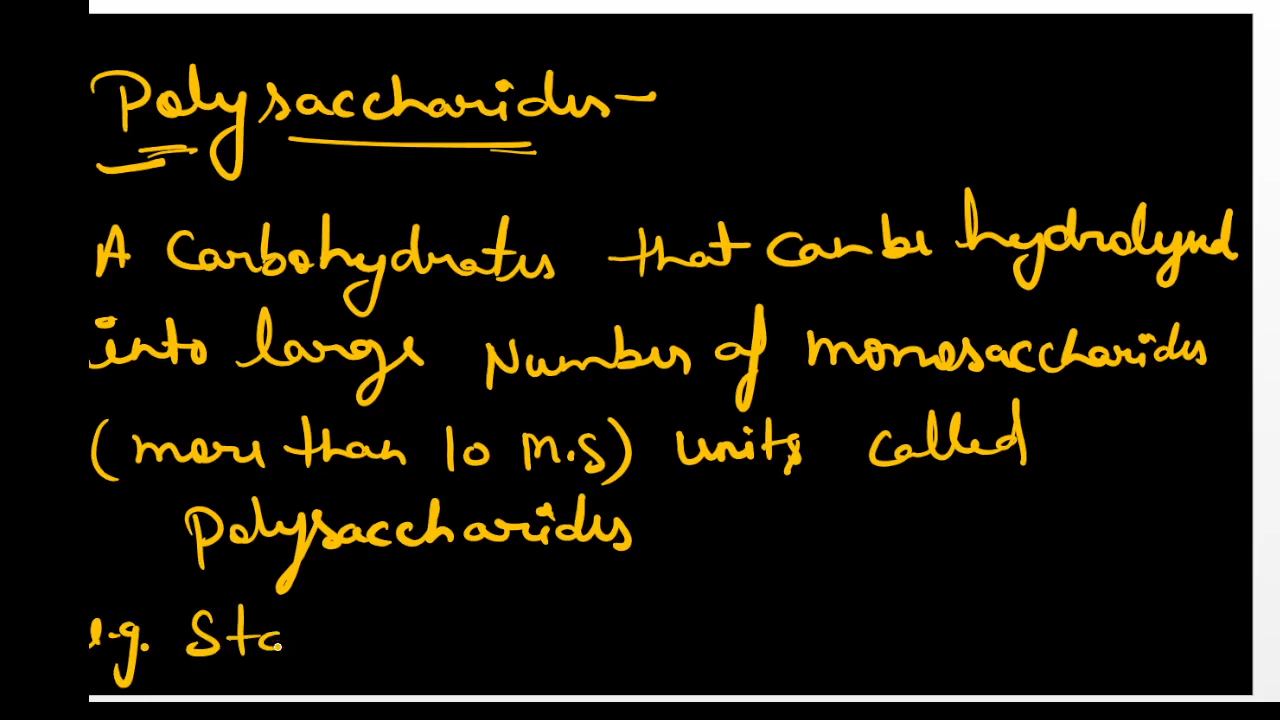 Polysaccharides-
A Carbohydrates that can be hydrolysed
into large Number of monosaccharides
(more than 10 M.S) units called
Polysaccharides
e.g. Sta